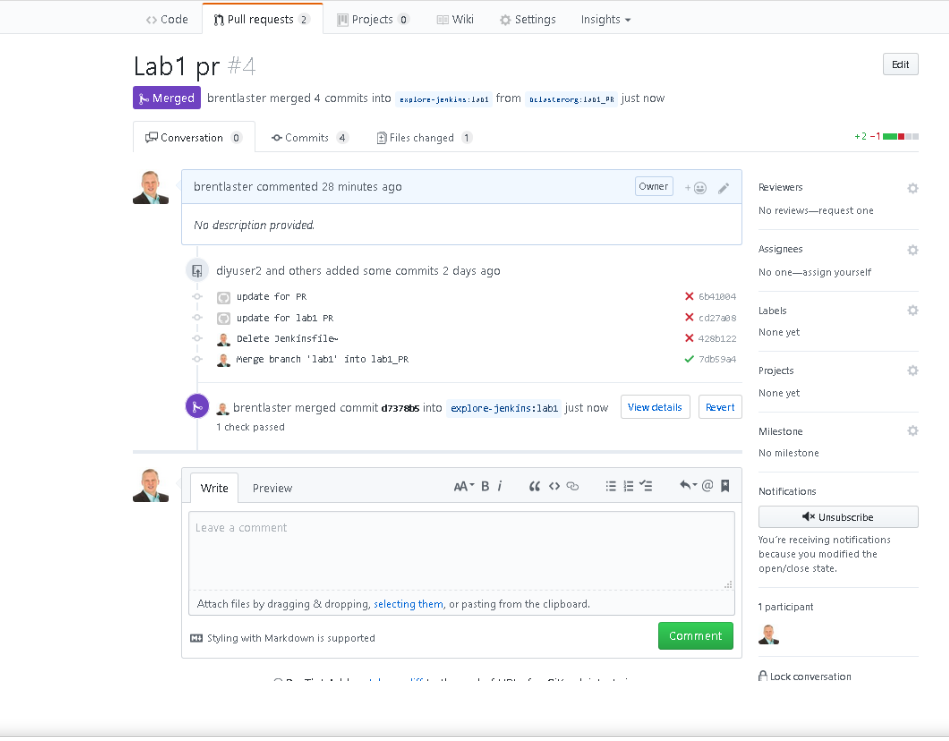 Code Pull requests 2 Projects 0 Wiki Settings Insights
Lab1 pr #4 Edit
Merged brentlaster merged 4 commits into explore-jenkins:lab1 from bclasterorg:lab1_PR just now
Conversation 0 Commits 4 Files changed 1 +2 −1
brentlaster commented 28 minutes ago Owner
No description provided.
diyuser2 and others added some commits 2 days ago
update for PR 6b41004
update for lab1 PR cd27a08
Delete Jenkinsfile~ 428b122
Merge branch 'lab1' into lab1_PR 7db59a4
brentlaster merged commit d7378b5 into explore-jenkins:lab1 just now View details Revert
1 check passed
Write Preview AA B i
Leave a comment
Attach files by dragging & dropping, selecting them, or pasting from the clipboard.
Styling with Markdown is supported Comment
Reviewers
No reviews—request one
Assignees
No one—assign yourself
Labels
None yet
Projects
None yet
Milestone
No milestone
Notifications
Unsubscribe
You're receiving notifications
because you modified the
open/close state.
1 participant
Lock conversation